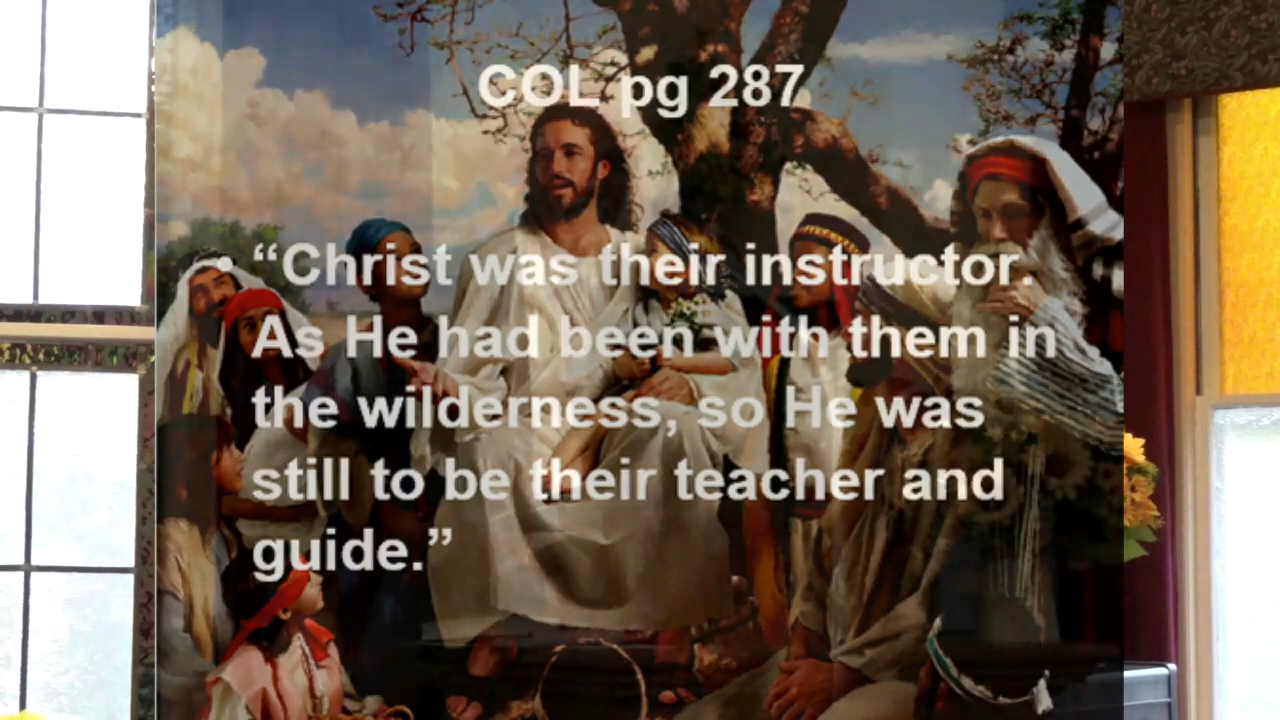 COL pg 287
• “Christ was their instructor.
As He had been with them in
the wilderness, so He was
still to be their teacher and
guide.”